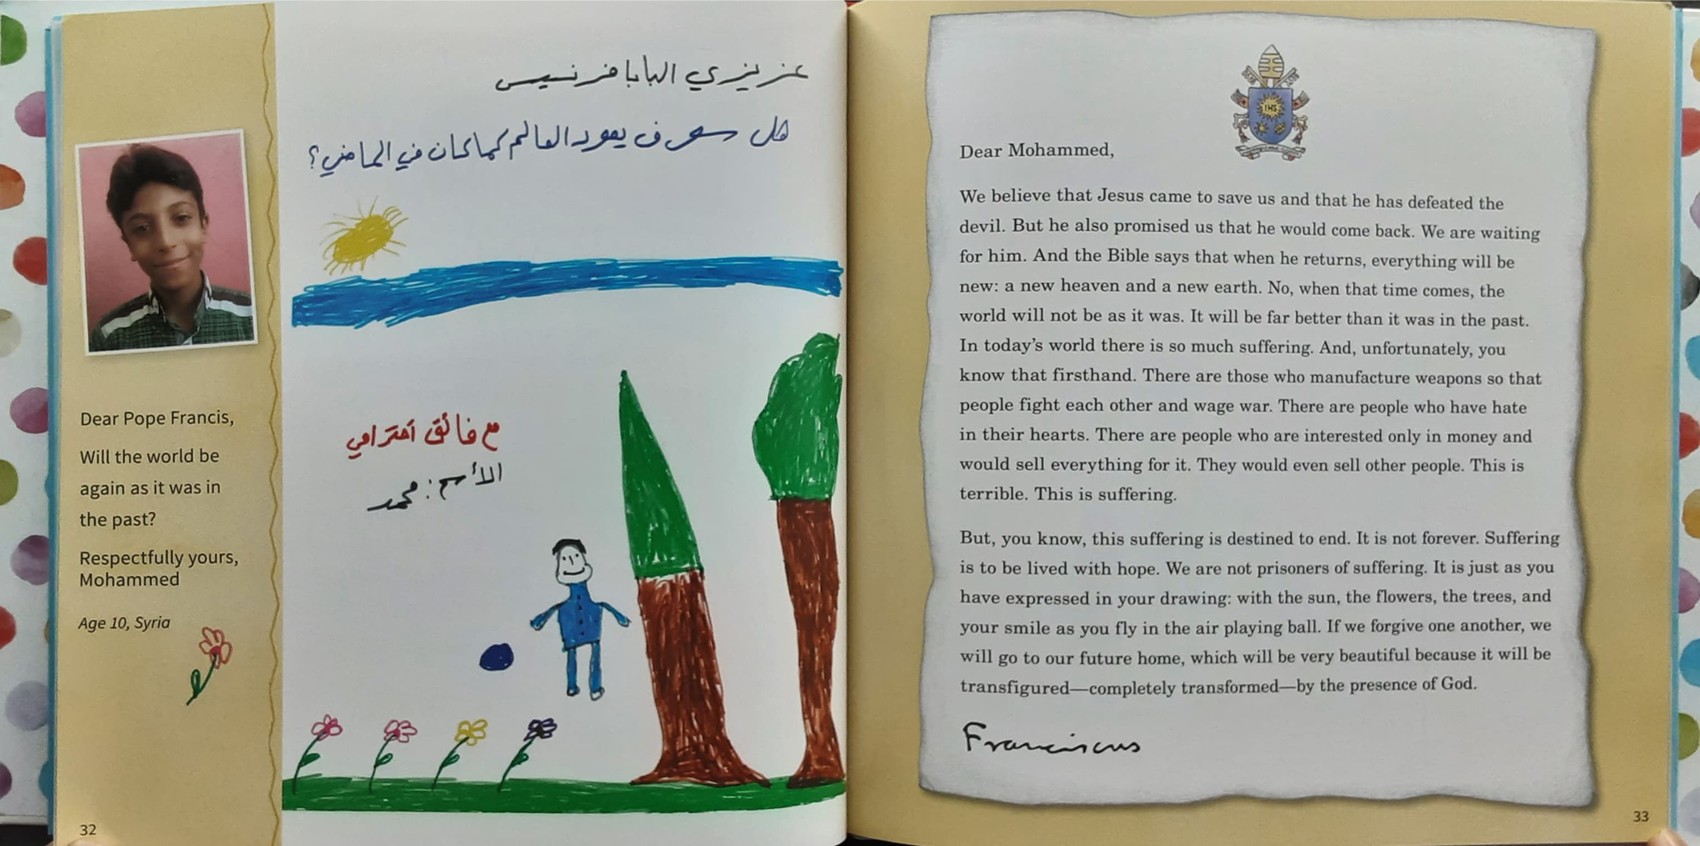 Dear Pope Francis,
Will the world be
again as it was in
the past?
Respectfully yours,
Mohammed
Age 10, Syria
32
عزيزي البابا فرنسيس
هل سوف يعود العالم كما كان في الماضي؟
مع فائق احترامي
الأسم: محمد
IHS
Dear Mohammed,
We believe that Jesus came to save us and that he has defeated the
devil. But he also promised us that he would come back. We are waiting
for him. And the Bible says that when he returns, everything will be
new: a new heaven and a new earth. No, when that time comes, the
world will not be as it was. It will be far better than it was in the past.
In today’s world there is so much suffering. And, unfortunately, you
know that firsthand. There are those who manufacture weapons so that
people fight each other and wage war. There are people who have hate
in their hearts. There are people who are interested only in money and
would sell everything for it. They would even sell other people. This is
terrible. This is suffering.
But, you know, this suffering is destined to end. It is not forever. Suffering
is to be lived with hope. We are not prisoners of suffering. It is just as you
have expressed in your drawing: with the sun, the flowers, the trees, and
your smile as you fly in the air playing ball. If we forgive one another, we
will go to our future home, which will be very beautiful because it will be
transfigured—completely transformed—by the presence of God.
Franciscus
33